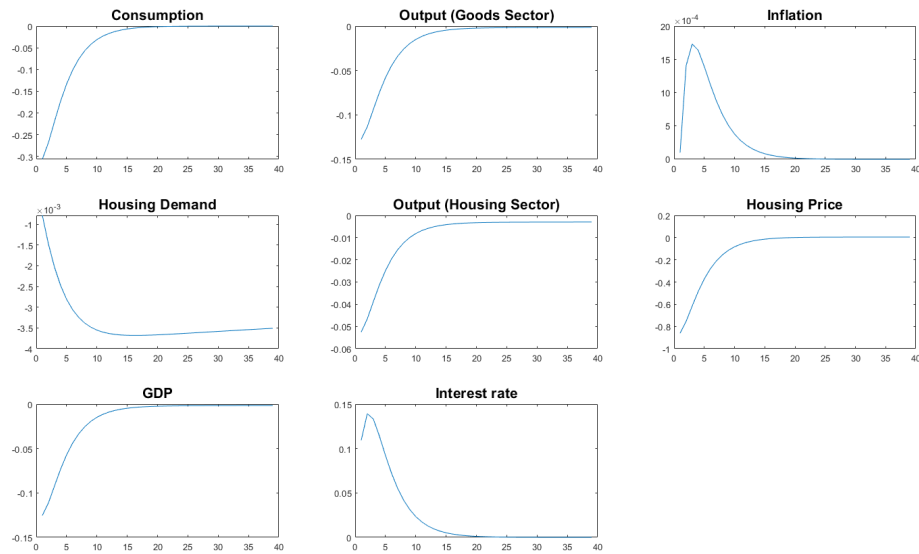 Consumption
0
-0.05
-0.1
-0.15
-0.2
-0.25
-0.3
0 5 10 15 20 25 30 35 40
Output (Goods Sector)
0
-0.05
-0.1
-0.15
0 5 10 15 20 25 30 35 40
Inflation
20 ×10-4
15
10
5
0
0 5 10 15 20 25 30 35 40
Housing Demand
×10-3
-1
-1.5
-2
-2.5
-3
-3.5
-4
0 5 10 15 20 25 30 35 40
Output (Housing Sector)
0
-0.01
-0.02
-0.03
-0.04
-0.05
-0.06
0 5 10 15 20 25 30 35 40
Housing Price
0.2
0
-0.2
-0.4
-0.6
-0.8
-1
0 5 10 15 20 25 30 35 40
GDP
0
-0.05
-0.1
-0.15
0 5 10 15 20 25 30 35 40
Interest rate
0.15
0.1
0.05
0
0 5 10 15 20 25 30 35 40